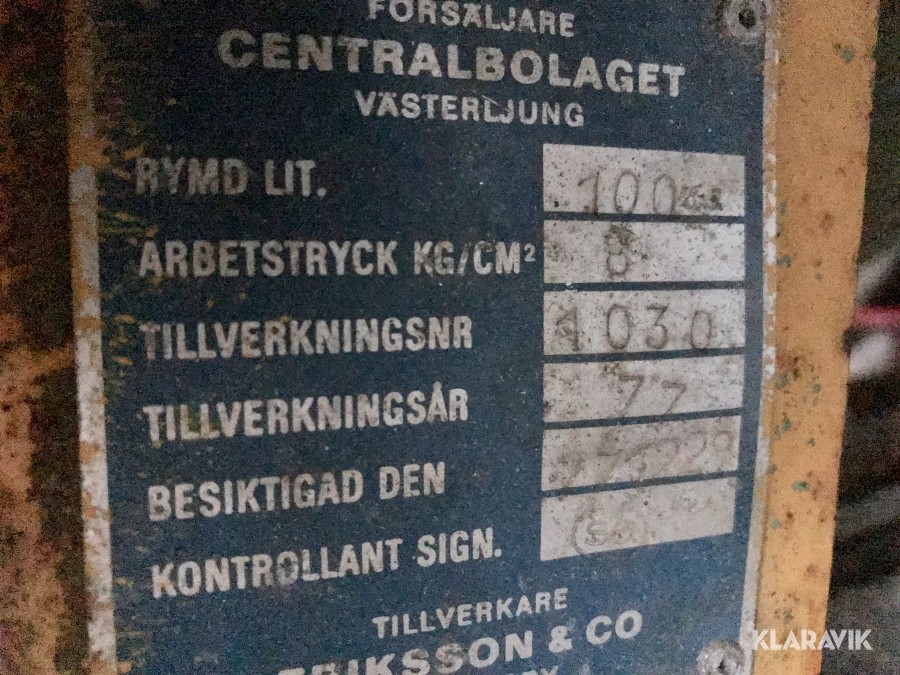 FÖRSÄLJARE
CENTRALBOLAGET
VÄSTERLJUNG
RYMD LIT. 100
ARBETSTRYCK KG/CM² 8
TILLVERKNINGSNR 1030
TILLVERKNINGSÅR 77
BESIKTIGAD DEN
KONTROLLANT SIGN.
TILLVERKARE
ERIKSSON & CO
KLARAVIK